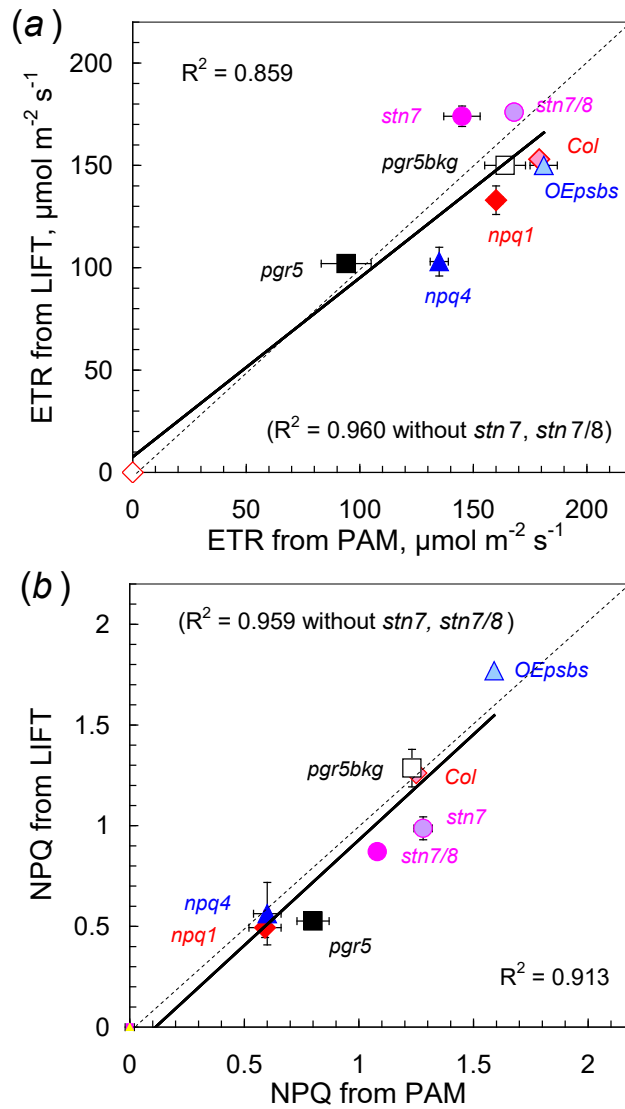 (a)
R² = 0.859
200
150
100
50
0
ETR from LIFT, µmol m⁻² s⁻¹
stn7
stn7/8
pgr5bkg
Col
OEpsbs
npq1
pgr5
npq4
(R² = 0.960 without stn7, stn7/8)
0 50 100 150 200
ETR from PAM, µmol m⁻² s⁻¹
(b)
(R² = 0.959 without stn7, stn7/8)
2
1.5
1
0.5
0
NPQ from LIFT
OEpsbs
pgr5bkg
Col
stn7
stn7/8
npq4
npq1
pgr5
R² = 0.913
0 0.5 1 1.5 2
NPQ from PAM